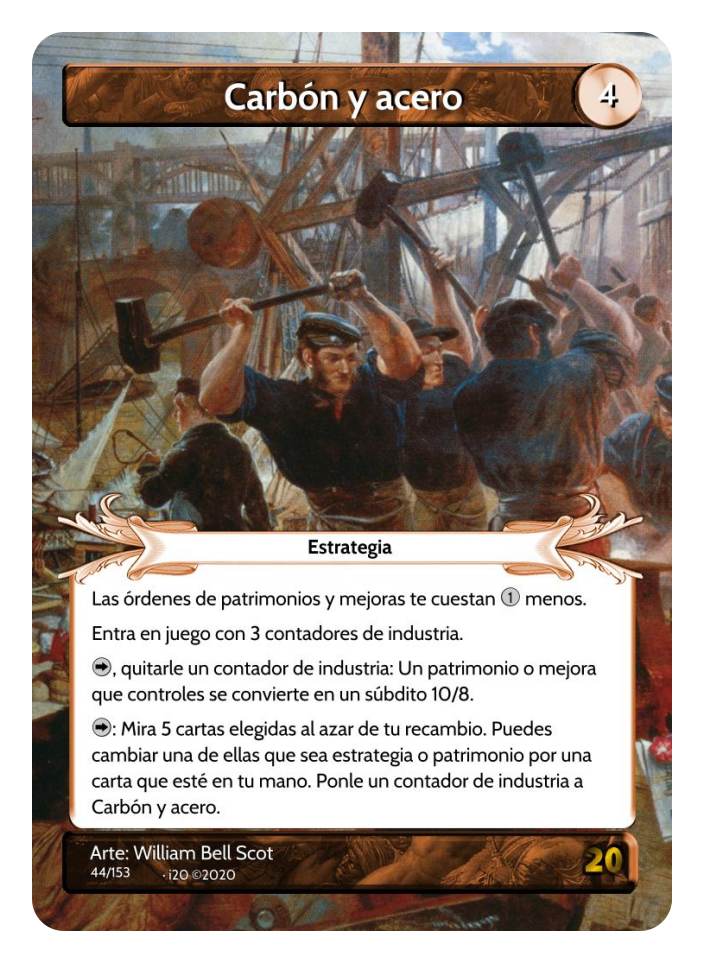 Carbón y acero
4
Estrategia
Las órdenes de patrimonios y mejoras te cuestan 1 menos.
Entra en juego con 3 contadores de industria.
➡, quitarle un contador de industria: Un patrimonio o mejora
que controles se convierte en un súbdito 10/8.
➡: Mira 5 cartas elegidas al azar de tu recambio. Puedes
cambiar una de ellas que sea estrategia o patrimonio por una
carta que esté en tu mano. Ponle un contador de industria a
Carbón y acero.
Arte: William Bell Scot
20
44/153 · i20 ©2020